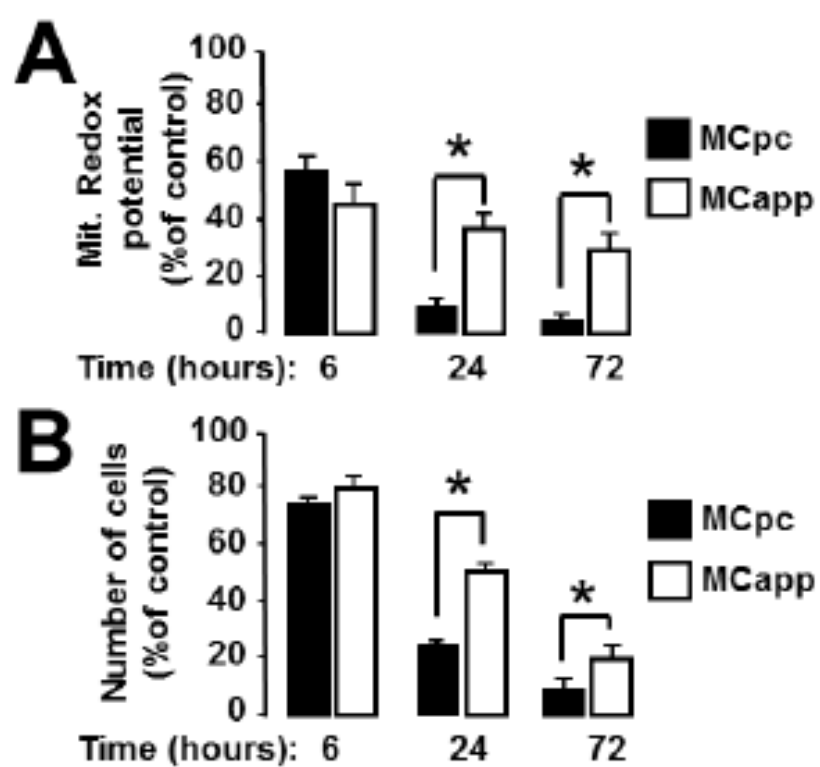 A
Mit. Redox
potential
(%of control)
100
80
60
40
20
0
*
*
MCpc
MCapp
Time (hours): 6 24 72
B
Number of cells
(%of control)
100
80
60
40
20
0
*
*
MCpc
MCapp
Time (hours): 6 24 72